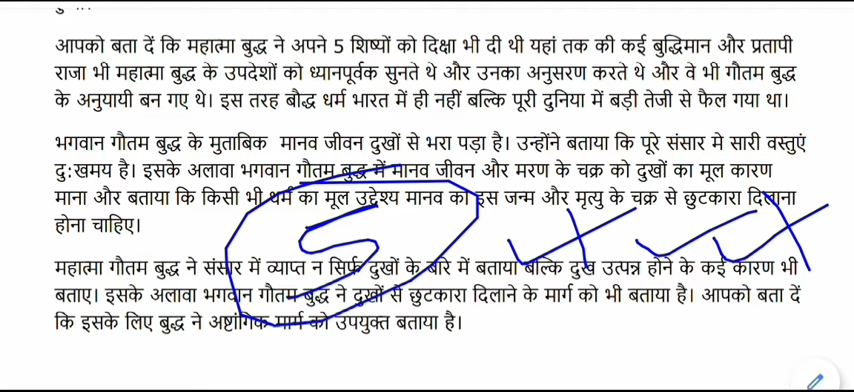 आपको बता दें कि महात्मा बुद्ध ने अपने 5 शिष्यों को दिक्षा भी दी थी यहां तक की कई बुद्धिमान और प्रतापी
राजा भी महात्मा बुद्ध के उपदेशों को ध्यानपूर्वक सुनते थे और उनका अनुसरण करते थे और वे भी गौतम बुद्ध
के अनुयायी बन गए थे। इस तरह बौद्ध धर्म भारत में ही नहीं बल्कि पूरी दुनिया में बड़ी तेजी से फैल गया था।
भगवान गौतम बुद्ध के मुताबिक मानव जीवन दुखों से भरा पड़ा है। उन्होंने बताया कि पूरे संसार मे सारी वस्तुएं
दु:खमय है। इसके अलावा भगवान गौतम बुद्ध में मानव जीवन और मरण के चक्र को दुखों का मूल कारण
माना और बताया कि किसी भी धर्म का मूल उद्देश्य मानव को इस जन्म और मृत्यु के चक्र से छुटकारा दिलाना
होना चाहिए।
महात्मा गौतम बुद्ध ने संसार में व्याप्त न सिर्फ दुखों के बारे में बताया बल्कि दुख उत्पन्न होने के कई कारण भी
बताए। इसके अलावा भगवान गौतम बुद्ध ने दुखों से छुटकारा दिलाने के मार्ग को भी बताया है। आपको बता दें
कि इसके लिए बुद्ध ने अष्टांगिक मार्ग को उपयुक्त बताया है।